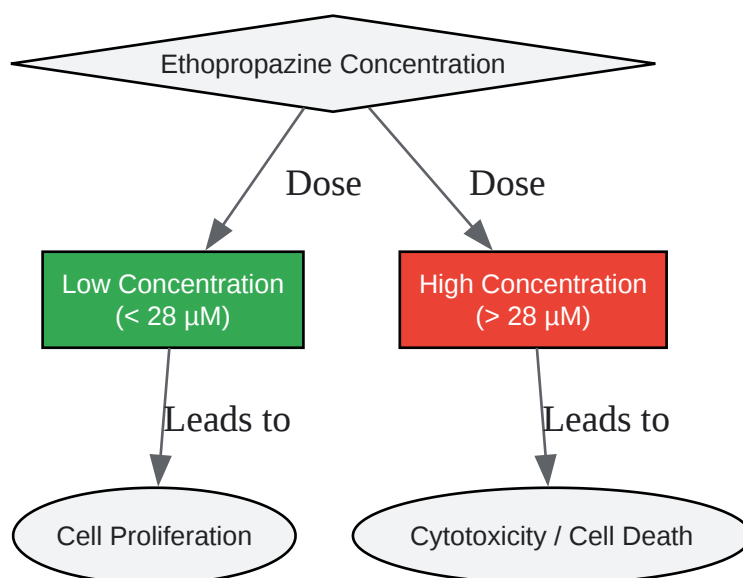 Ethopropazine Concentration
Dose
Dose
Low Concentration
(< 28 µM)
High Concentration
(> 28 µM)
Leads to
Leads to
Cell Proliferation
Cytotoxicity / Cell Death